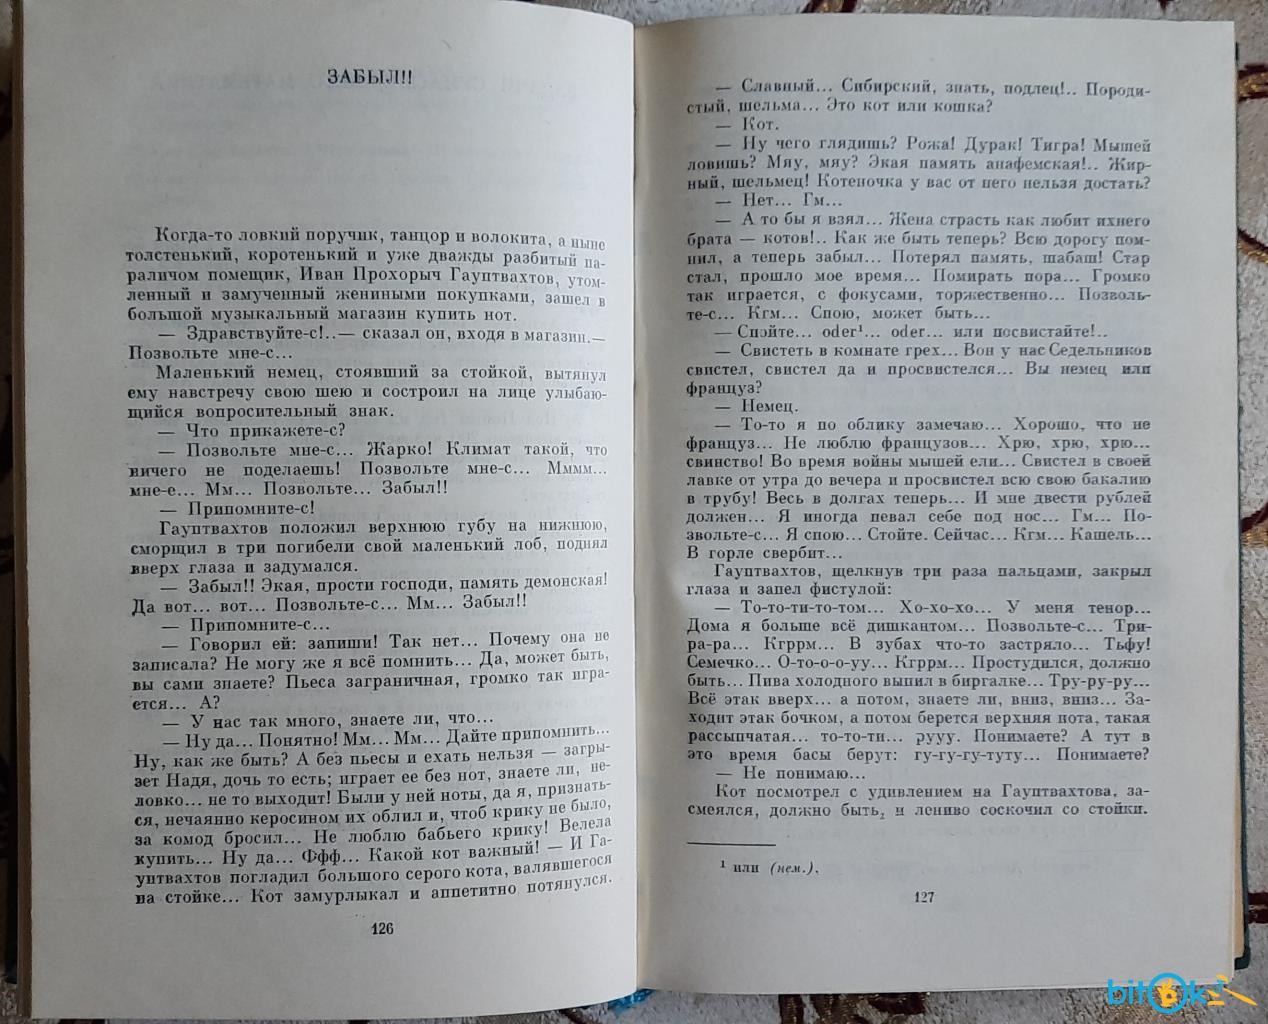 ЗАБЫЛ!!
Когда-то ловкий поручик, танцор и волокита, а ныне
толстенький, коротенький и уже дважды разбитый па-
раличом помещик, Иван Прохорыч Гауптвахтов, утом-
ленный и замученный жениными покупками, зашел в
большой музыкальный магазин купить нот.
— Здравствуйте-с!..— сказал он, входя в магазин.—
Позвольте мне-с...
Маленький немец, стоявший за стойкой, вытянул
ему навстречу свою шею и состроил на лице улыбаю-
щийся вопросительный знак.
— Что прикажете-с?
— Позвольте мне-с... Жарко! Климат такой, что
ничего не поделаешь! Позвольте мне-с... Мммм...
мне-е... Мм... Позвольте... Забыл!!
— Припомните-с!
Гауптвахтов положил верхнюю губу на нижнюю,
сморщил в три погибели свой маленький лоб, поднял
вверх глаза и задумался.
— Забыл!! Экая, прости господи, память демонская!
Да вот... вот... Позвольте-с... Мм... Забыл!!
— Припомните-с...
— Говорил ей: запиши! Так нет... Почему она не
записала? Не могу же я всё помнить... Да, может быть,
вы сами знаете? Пьеса заграничная, громко так игра-
ется... А?
— У нас так много, знаете ли, что...
— Ну да... Понятно! Мм... Мм... Дайте припомнить...
Ну, как же быть? А без пьесы и ехать нельзя — загры-
зет Надя, дочь то есть; играет ее без нот, знаете ли, не-
ловко... не то выходит! Были у ней ноты, да я, признать-
ся, нечаянно керосином их облил и, чтоб крику не было,
за комод бросил... Не люблю бабьего крику! Велела
купить... Ну да... Ффф... Какой кот важный! — И Га-
уптвахтов погладил большого серого кота, валявшегося
на стойке... Кот замурлыкал и аппетитно потянулся.
126
— Славный... Сибирский, знать, подлец!.. Породи-
стый, шельма... Это кот или кошка?
— Кот.
— Ну чего глядишь? Рожа! Дурак! Тигра! Мышей
ловишь? Мяу, мяу? Экая память анафемская!.. Жир-
ный, шельмец! Котеночка у вас от него нельзя достать?
— Нет... Гм...
— А то бы я взял... Жена страсть как любит ихнего
брата — котов!.. Как же быть теперь? Всю дорогу пом-
нил, а теперь забыл... Потерял память, шабаш! Стар
стал, прошло мое время... Помирать пора... Громко
так играется, с фокусами, торжественно... Позволь-
те-с... Кгм... Спою, может быть...
— Спойте... oder¹... oder... или посвистайте!..
— Свистеть в комнате грех... Вон у нас Седельников
свистел, свистел да и просвистелся... Вы немец или
француз?
— Немец.
— То-то я по облику замечаю... Хорошо, что не
француз... Не люблю французов... Хрю, хрю, хрю...
свинство! Во время войны мышей ели... Свистел в своей
лавке от утра до вечера и просвистел всю свою бакалию
в трубу! Весь в долгах теперь... И мне двести рублей
должен... Я иногда певал себе под нос... Гм... По-
звольте-с... Я спою... Стойте. Сейчас... Кгм... Кашель...
В горле свербит...
Гауптвахтов, щелкнув три раза пальцами, закрыл
глаза и запел фистулой:
— То-то-ти-то-том... Хо-хо-хо... У меня тенор...
Дома я больше всё дишкантом... Позвольте-с... Три-
ра-ра... Кгррм... В зубах что-то застряло... Тьфу!
Семечко... О-то-о-о-уу... Кгррм... Простудился, должно
быть... Пива холодного выпил в биргалке... Тру-ру-ру...
Всё этак вверх... а потом, знаете ли, вниз, вниз... За-
ходит этак бочком, а потом берется верхняя нота, такая
рассыпчатая... то-то-ти... рууу. Понимаете? А тут в
это время басы берут: гу-гу-гу-туту... Понимаете?
— Не понимаю...
Кот посмотрел с удивлением на Гауптвахтова, за-
смеялся, должно быть, и лениво соскочил со стойки.
¹ или (нем.).
127
bitok